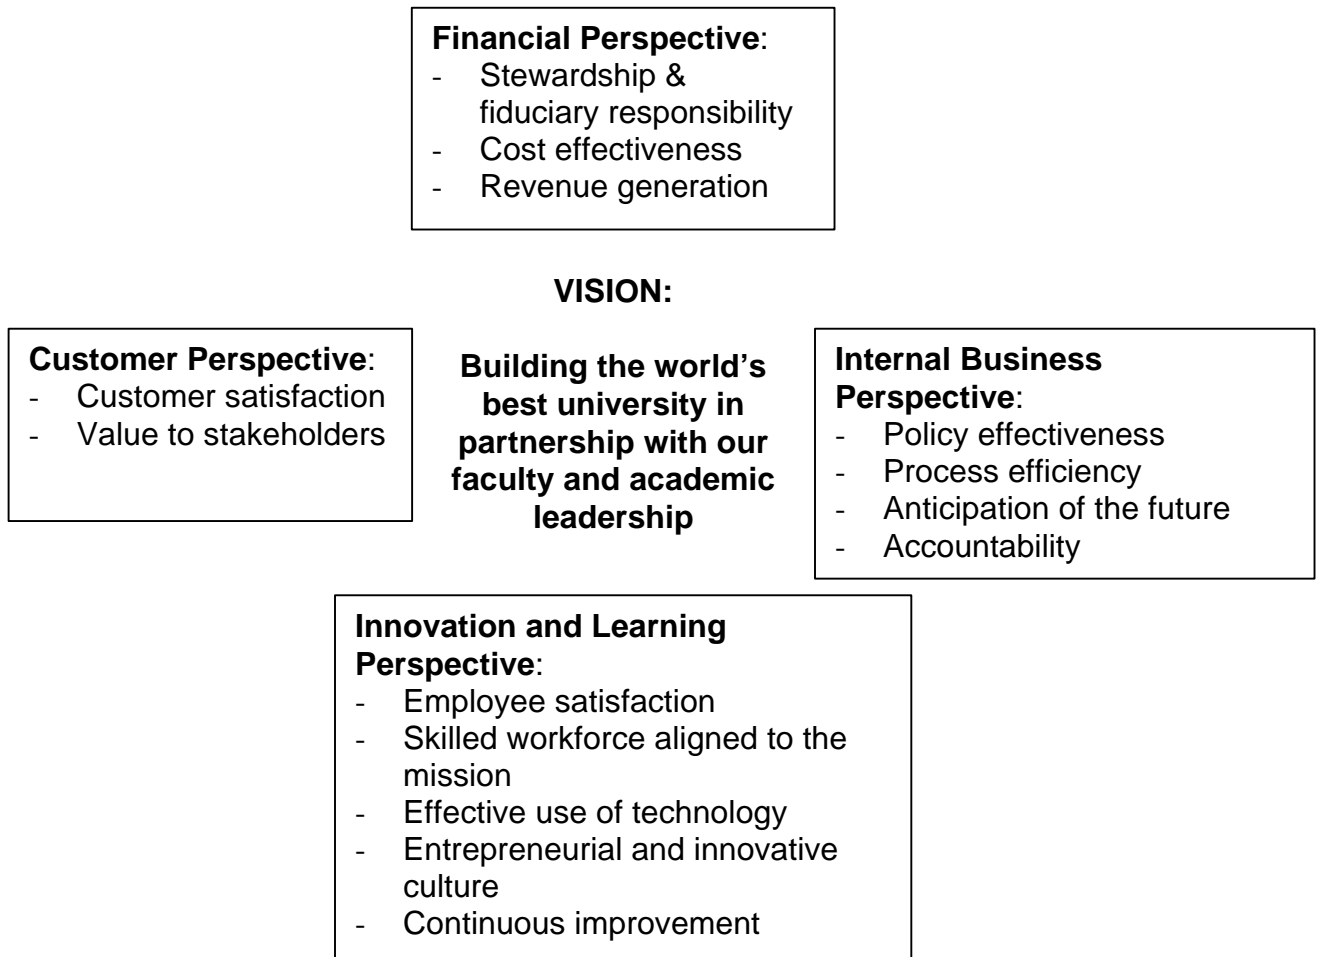 Financial Perspective:
- Stewardship &
fiduciary responsibility
- Cost effectiveness
- Revenue generation
VISION:
Customer Perspective:
- Customer satisfaction
- Value to stakeholders
Building the world’s
best university in
partnership with our
faculty and academic
leadership
Internal Business
Perspective:
- Policy effectiveness
- Process efficiency
- Anticipation of the future
- Accountability
Innovation and Learning
Perspective:
- Employee satisfaction
- Skilled workforce aligned to the
mission
- Effective use of technology
- Entrepreneurial and innovative
culture
- Continuous improvement